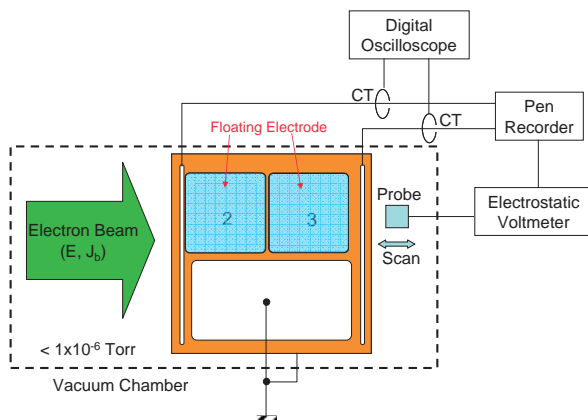 Digital
Oscilloscope
CT
CT
Pen
Recorder
Floating Electrode
Probe
Electrostatic
Voltmeter
2
3
Electron Beam
(E, J_b)
Scan
< 1x10⁻⁶ Torr
Vacuum Chamber